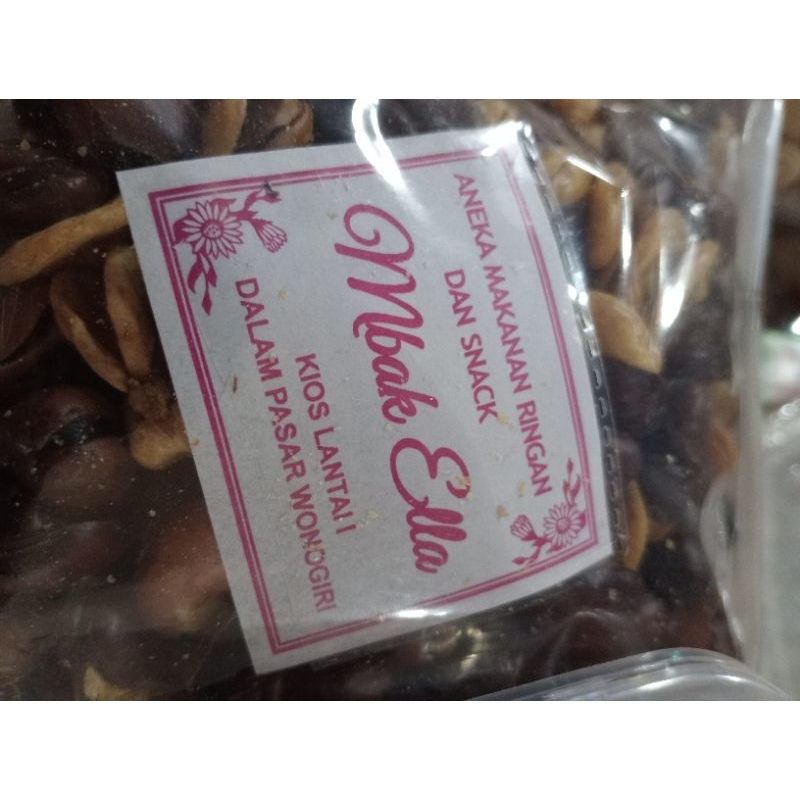 ANEKA MAKANAN RINGAN
DAN SNACK
Mbak Ella
KIOS LANTAI I
DALAM PASAR WONOGIRI